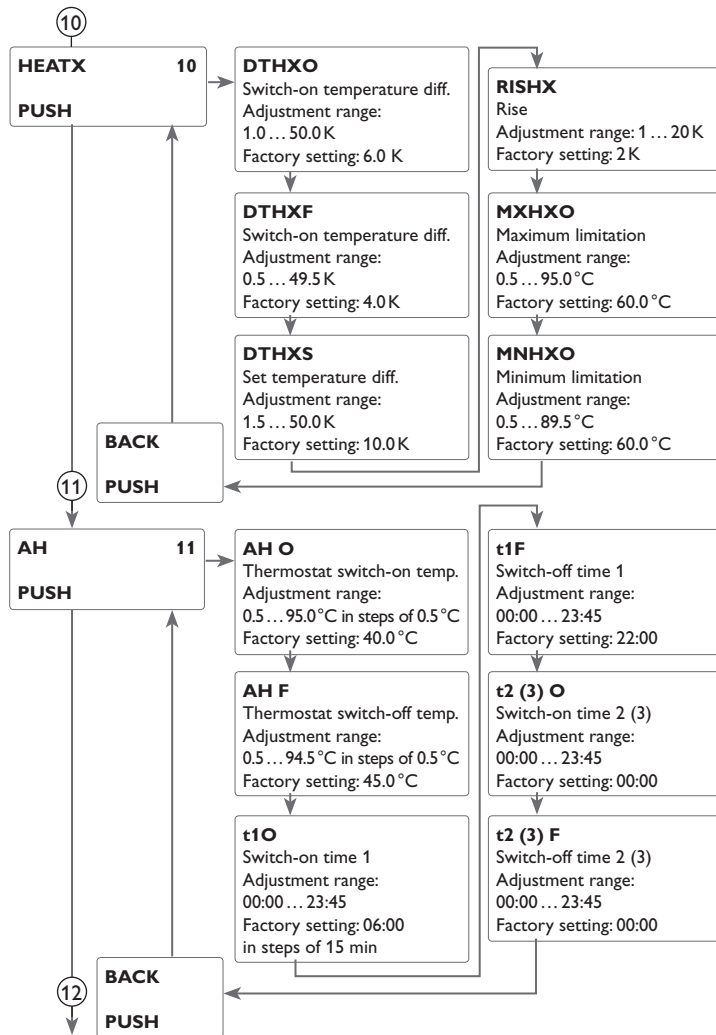 10
HEATX 10
PUSH
DTHXO
Switch-on temperature diff.
Adjustment range:
1.0 … 50.0 K
Factory setting: 6.0 K
DTHXF
Switch-on temperature diff.
Adjustment range:
0.5 … 49.5 K
Factory setting: 4.0 K
DTHXS
Set temperature diff.
Adjustment range:
1.5 … 50.0 K
Factory setting: 10.0 K
RISHX
Rise
Adjustment range: 1 … 20 K
Factory setting: 2 K
MXHXO
Maximum limitation
Adjustment range:
0.5 … 95.0 °C
Factory setting: 60.0 °C
MNHXO
Minimum limitation
Adjustment range:
0.5 … 89.5 °C
Factory setting: 60.0 °C
BACK
PUSH
11
AH 11
PUSH
AH O
Thermostat switch-on temp.
Adjustment range:
0.5 … 95.0 °C in steps of 0.5 °C
Factory setting: 40.0 °C
AH F
Thermostat switch-off temp.
Adjustment range:
0.5 … 94.5 °C in steps of 0.5 °C
Factory setting: 45.0 °C
t1O
Switch-on time 1
Adjustment range:
00:00 … 23:45
Factory setting: 06:00
in steps of 15 min
t1F
Switch-off time 1
Adjustment range:
00:00 … 23:45
Factory setting: 22:00
t2 (3) O
Switch-on time 2 (3)
Adjustment range:
00:00 … 23:45
Factory setting: 00:00
t2 (3) F
Switch-off time 2 (3)
Adjustment range:
00:00 … 23:45
Factory setting: 00:00
BACK
PUSH
12